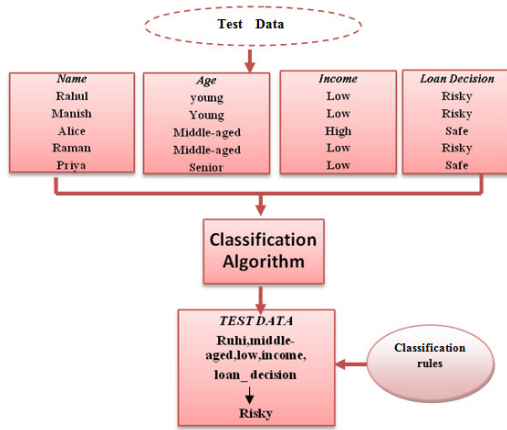 Test Data
Name Age Income Loan Decision
Rahul young Low Risky
Manish Young Low Risky
Alice Middle-aged High Safe
Raman Middle-aged Low Risky
Priya Senior Low Safe
Classification
Algorithm
TEST DATA
Ruhi,middle-
aged,low,income,
loan_ decision
Risky
Classification
rules